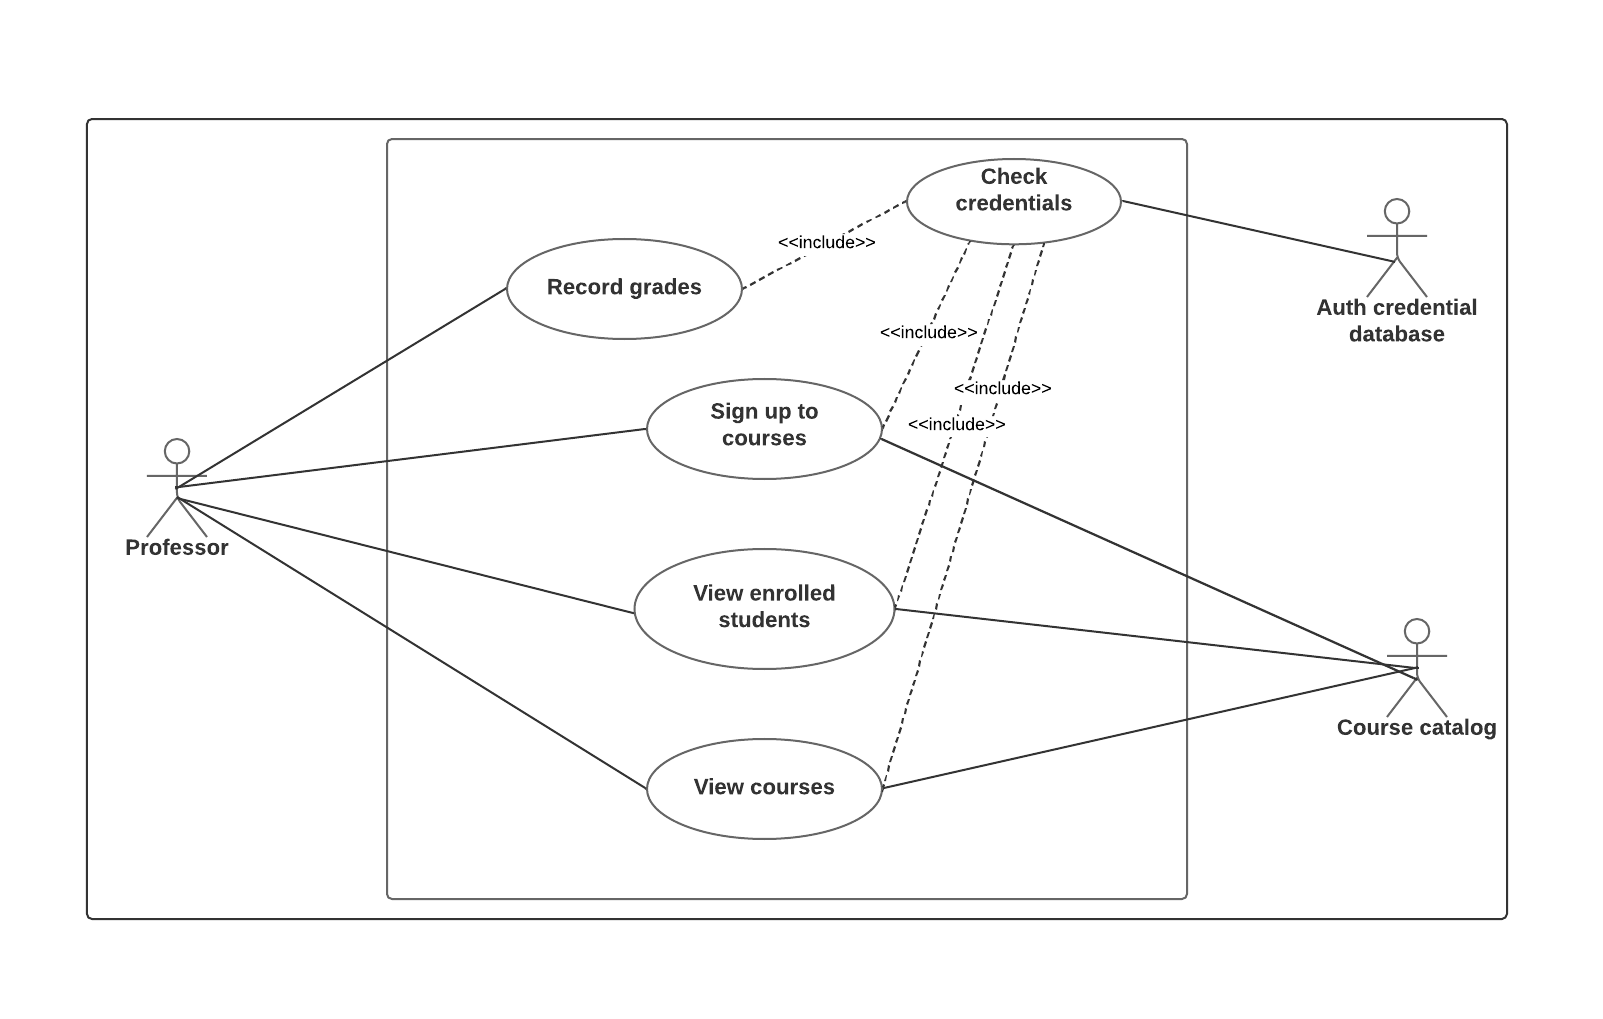 Check
credentials
<<include>>
Record grades
Auth credential
database
<<include>>
<<include>>
Sign up to
courses
<<include>>
Professor
View enrolled
students
Course catalog
View courses